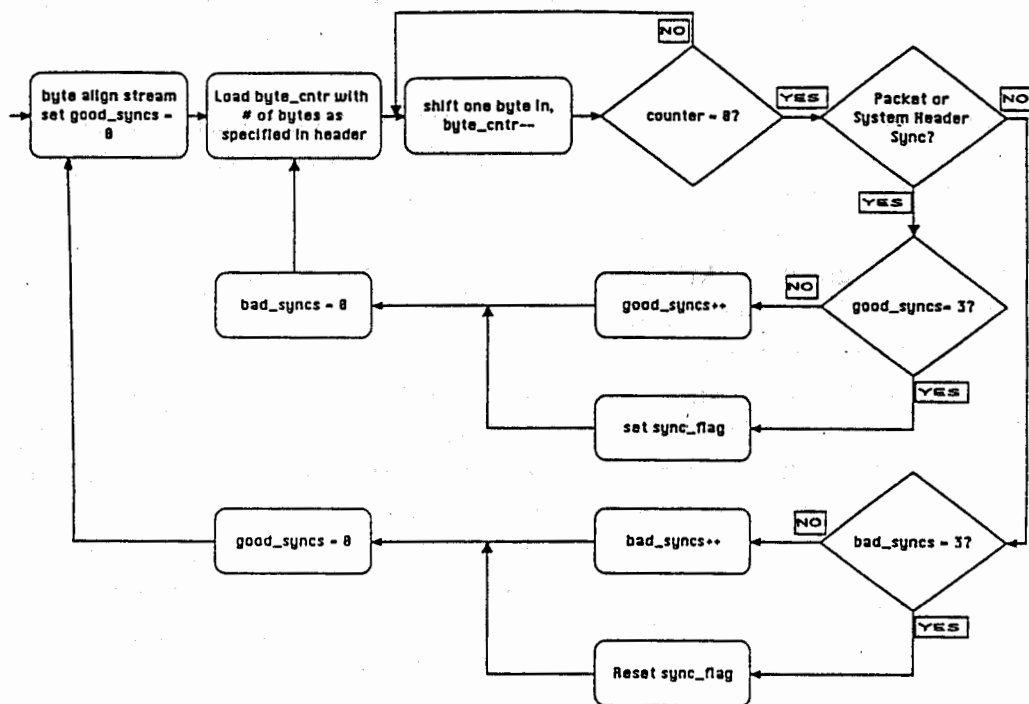 NO
byte align stream
set good_syncs =
0
Load byte_cntr with
# of bytes as
specified in header
shift one byte in,
byte_cntr--
counter = 0?
YES
Packet or
System Header
Sync?
NO
YES
bad_syncs = 0
good_syncs++
NO
good_syncs= 3?
YES
set sync_flag
good_syncs = 0
bad_syncs++
NO
bad_syncs = 3?
YES
Reset sync_flag